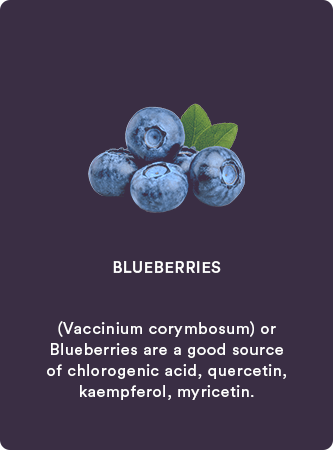 BLUEBERRIES
(Vaccinium corymbosum) or
Blueberries are a good source
of chlorogenic acid, quercetin,
kaempferol, myricetin.